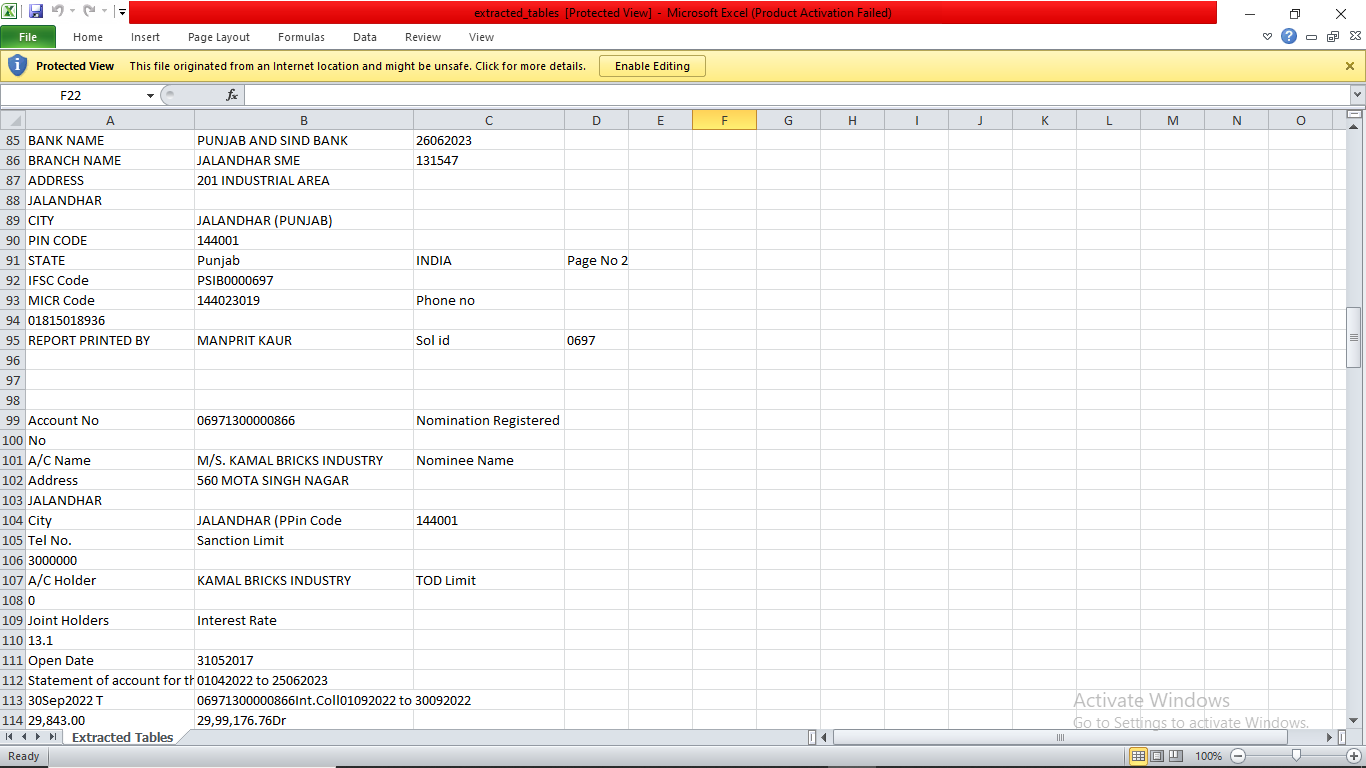 extracted_tables [Protected View] - Microsoft Excel (Product Activation Failed)
File Home Insert Page Layout Formulas Data Review View
Protected View This file originated from an Internet location and might be unsafe. Click for more details. Enable Editing
F22 fx
A B C D E F G H I J K L M N O
85 BANK NAME PUNJAB AND SIND BANK 26062023
86 BRANCH NAME JALANDHAR SME 131547
87 ADDRESS 201 INDUSTRIAL AREA
88 JALANDHAR
89 CITY JALANDHAR (PUNJAB)
90 PIN CODE 144001
91 STATE Punjab INDIA Page No 2
92 IFSC Code PSIB0000697
93 MICR Code 144023019 Phone no
94 01815018936
95 REPORT PRINTED BY MANPRIT KAUR Sol id 0697
96
97
98
99 Account No 06971300000866 Nomination Registered
100 No
101 A/C Name M/S. KAMAL BRICKS INDUSTRY Nominee Name
102 Address 560 MOTA SINGH NAGAR
103 JALANDHAR
104 City JALANDHAR (PPin Code 144001
105 Tel No. Sanction Limit
106 3000000
107 A/C Holder KAMAL BRICKS INDUSTRY TOD Limit
108 0
109 Joint Holders Interest Rate
110 13.1
111 Open Date 31052017
112 Statement of account for th 01042022 to 25062023
113 30Sep2022 T 06971300000866Int.Coll01092022 to 30092022
114 29,843.00 29,99,176.76Dr
Activate Windows
Go to Settings to activate Windows.
Extracted Tables
Ready 100%